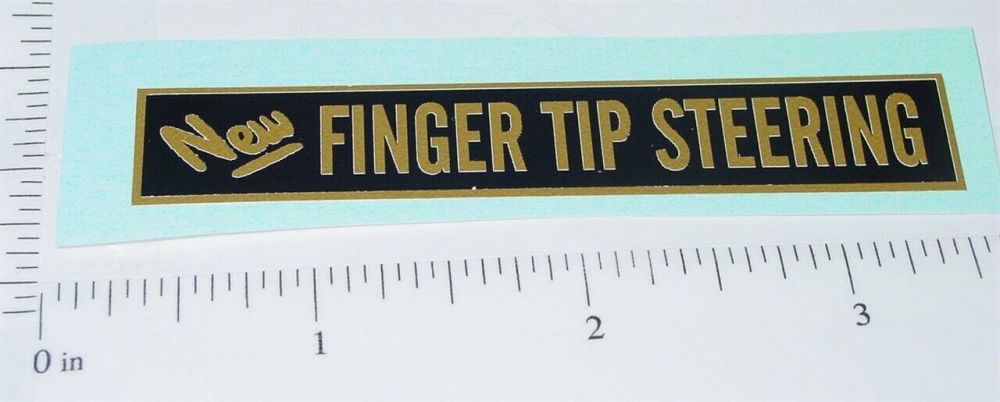 New FINGER TIP STEERING
0 in 1 2 3